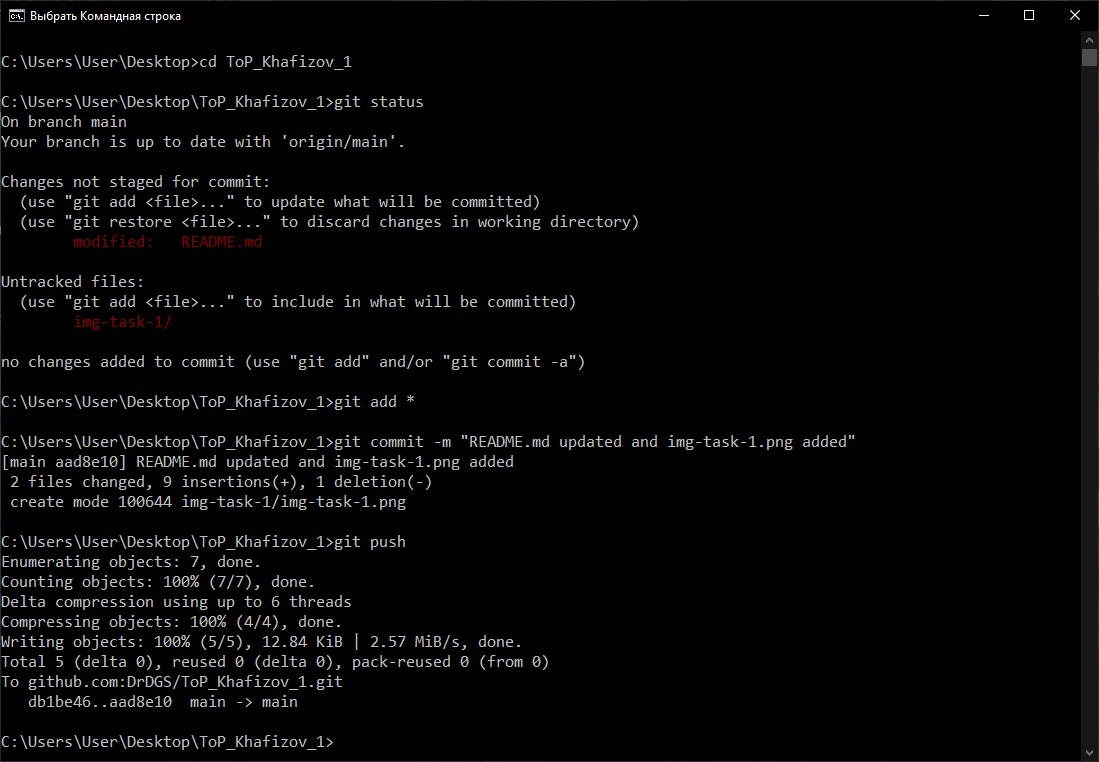 Выбрать Командная строка
C:\Users\User\Desktop>cd ToP_Khafizov_1
C:\Users\User\Desktop\ToP_Khafizov_1>git status
On branch main
Your branch is up to date with 'origin/main'.
Changes not staged for commit:
  (use "git add <file>..." to update what will be committed)
  (use "git restore <file>..." to discard changes in working directory)
        modified:   README.md
Untracked files:
  (use "git add <file>..." to include in what will be committed)
        img-task-1/
no changes added to commit (use "git add" and/or "git commit -a")
C:\Users\User\Desktop\ToP_Khafizov_1>git add *
C:\Users\User\Desktop\ToP_Khafizov_1>git commit -m "README.md updated and img-task-1.png added"
[main aad8e10] README.md updated and img-task-1.png added
 2 files changed, 9 insertions(+), 1 deletion(-)
 create mode 100644 img-task-1/img-task-1.png
C:\Users\User\Desktop\ToP_Khafizov_1>git push
Enumerating objects: 7, done.
Counting objects: 100% (7/7), done.
Delta compression using up to 6 threads
Compressing objects: 100% (4/4), done.
Writing objects: 100% (5/5), 12.84 KiB | 2.57 MiB/s, done.
Total 5 (delta 0), reused 0 (delta 0), pack-reused 0 (from 0)
To github.com:DrDGS/ToP_Khafizov_1.git
   db1be46..aad8e10  main -> main
C:\Users\User\Desktop\ToP_Khafizov_1>